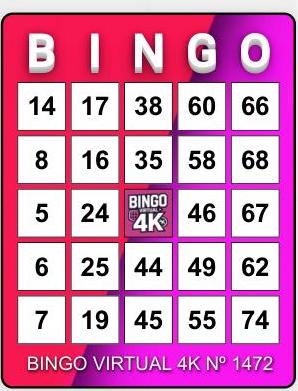 B I N G O
14 17 38 60 66
8 16 35 58 68
5 24 BINGO VIRTUAL 4K 46 67
6 25 44 49 62
7 19 45 55 74
BINGO VIRTUAL 4K Nº 1472